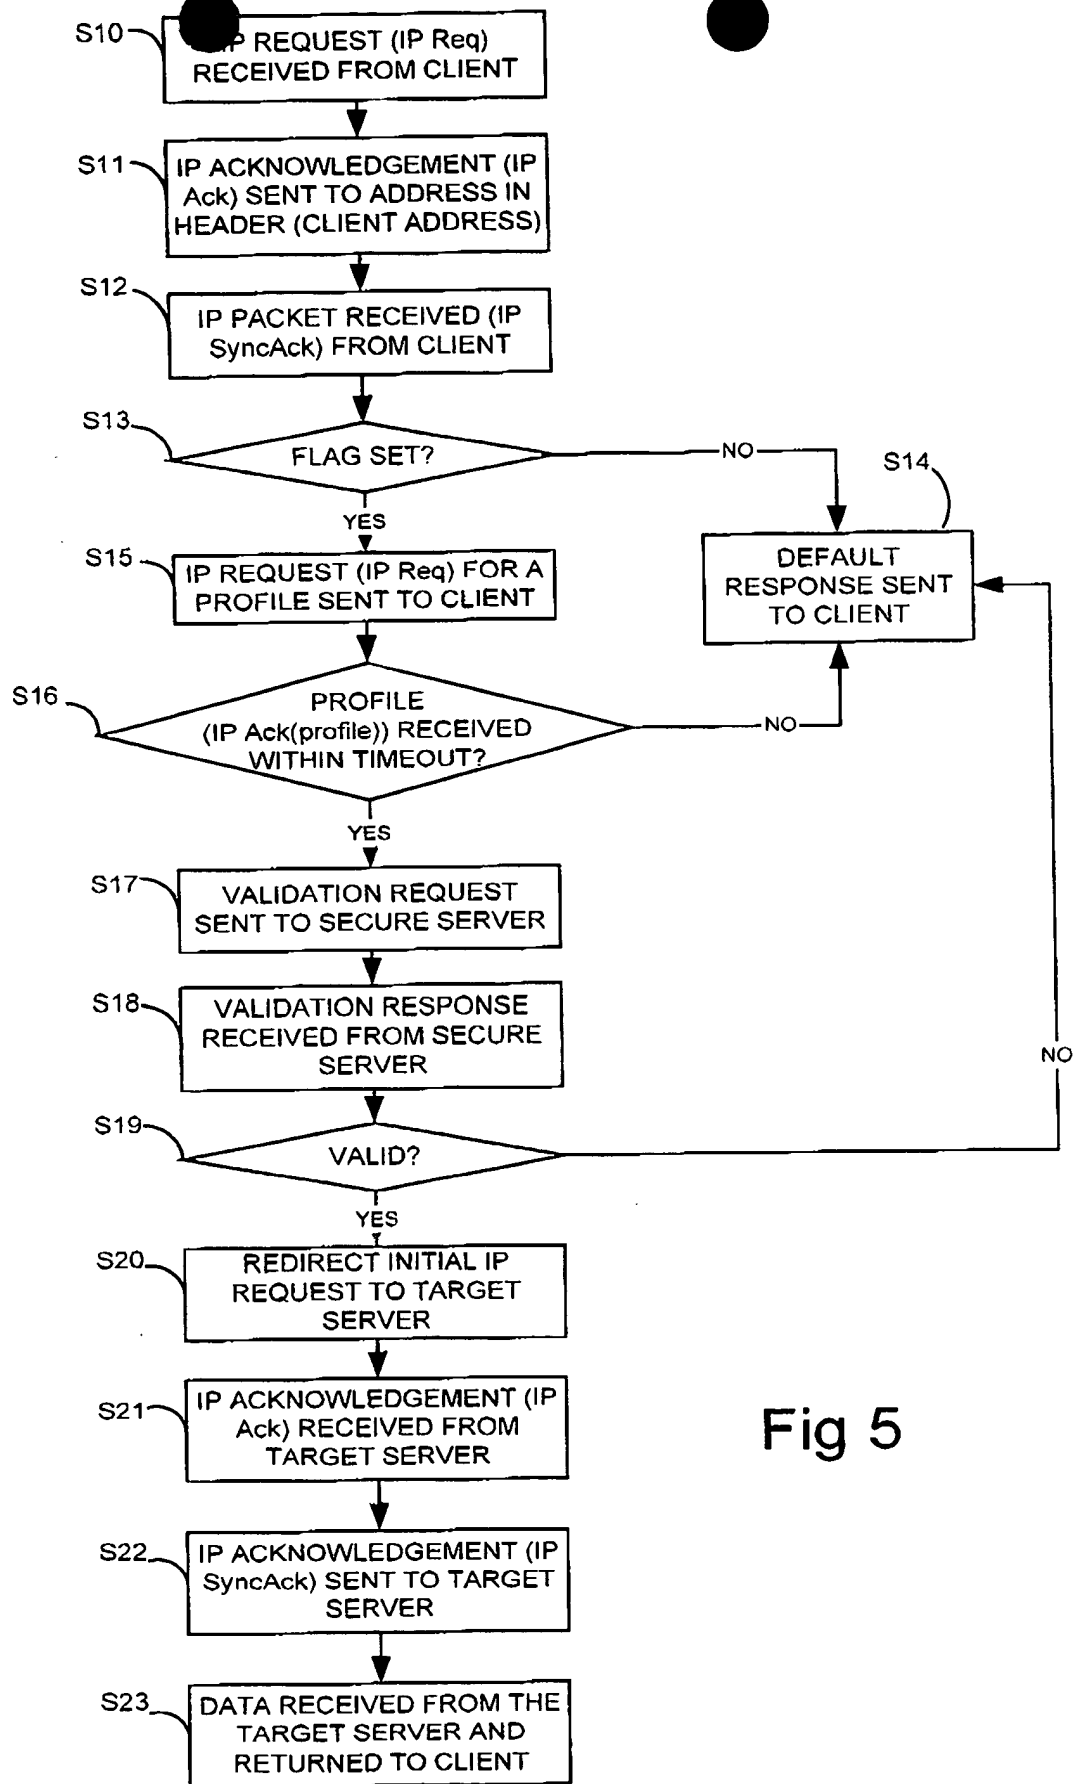 S10
IP REQUEST (IP Req)
RECEIVED FROM CLIENT
S11
IP ACKNOWLEDGEMENT (IP
Ack) SENT TO ADDRESS IN
HEADER (CLIENT ADDRESS)
S12
IP PACKET RECEIVED (IP
SyncAck) FROM CLIENT
S13
FLAG SET?
NO
S14
DEFAULT
RESPONSE SENT
TO CLIENT
YES
S15
IP REQUEST (IP Req) FOR A
PROFILE SENT TO CLIENT
S16
PROFILE
(IP Ack(profile)) RECEIVED
WITHIN TIMEOUT?
NO
YES
S17
VALIDATION REQUEST
SENT TO SECURE SERVER
S18
VALIDATION RESPONSE
RECEIVED FROM SECURE
SERVER
NO
S19
VALID?
YES
S20
REDIRECT INITIAL IP
REQUEST TO TARGET
SERVER
S21
IP ACKNOWLEDGEMENT (IP
Ack) RECEIVED FROM
TARGET SERVER
Fig 5
S22
IP ACKNOWLEDGEMENT (IP
SyncAck) SENT TO TARGET
SERVER
S23
DATA RECEIVED FROM THE
TARGET SERVER AND
RETURNED TO CLIENT